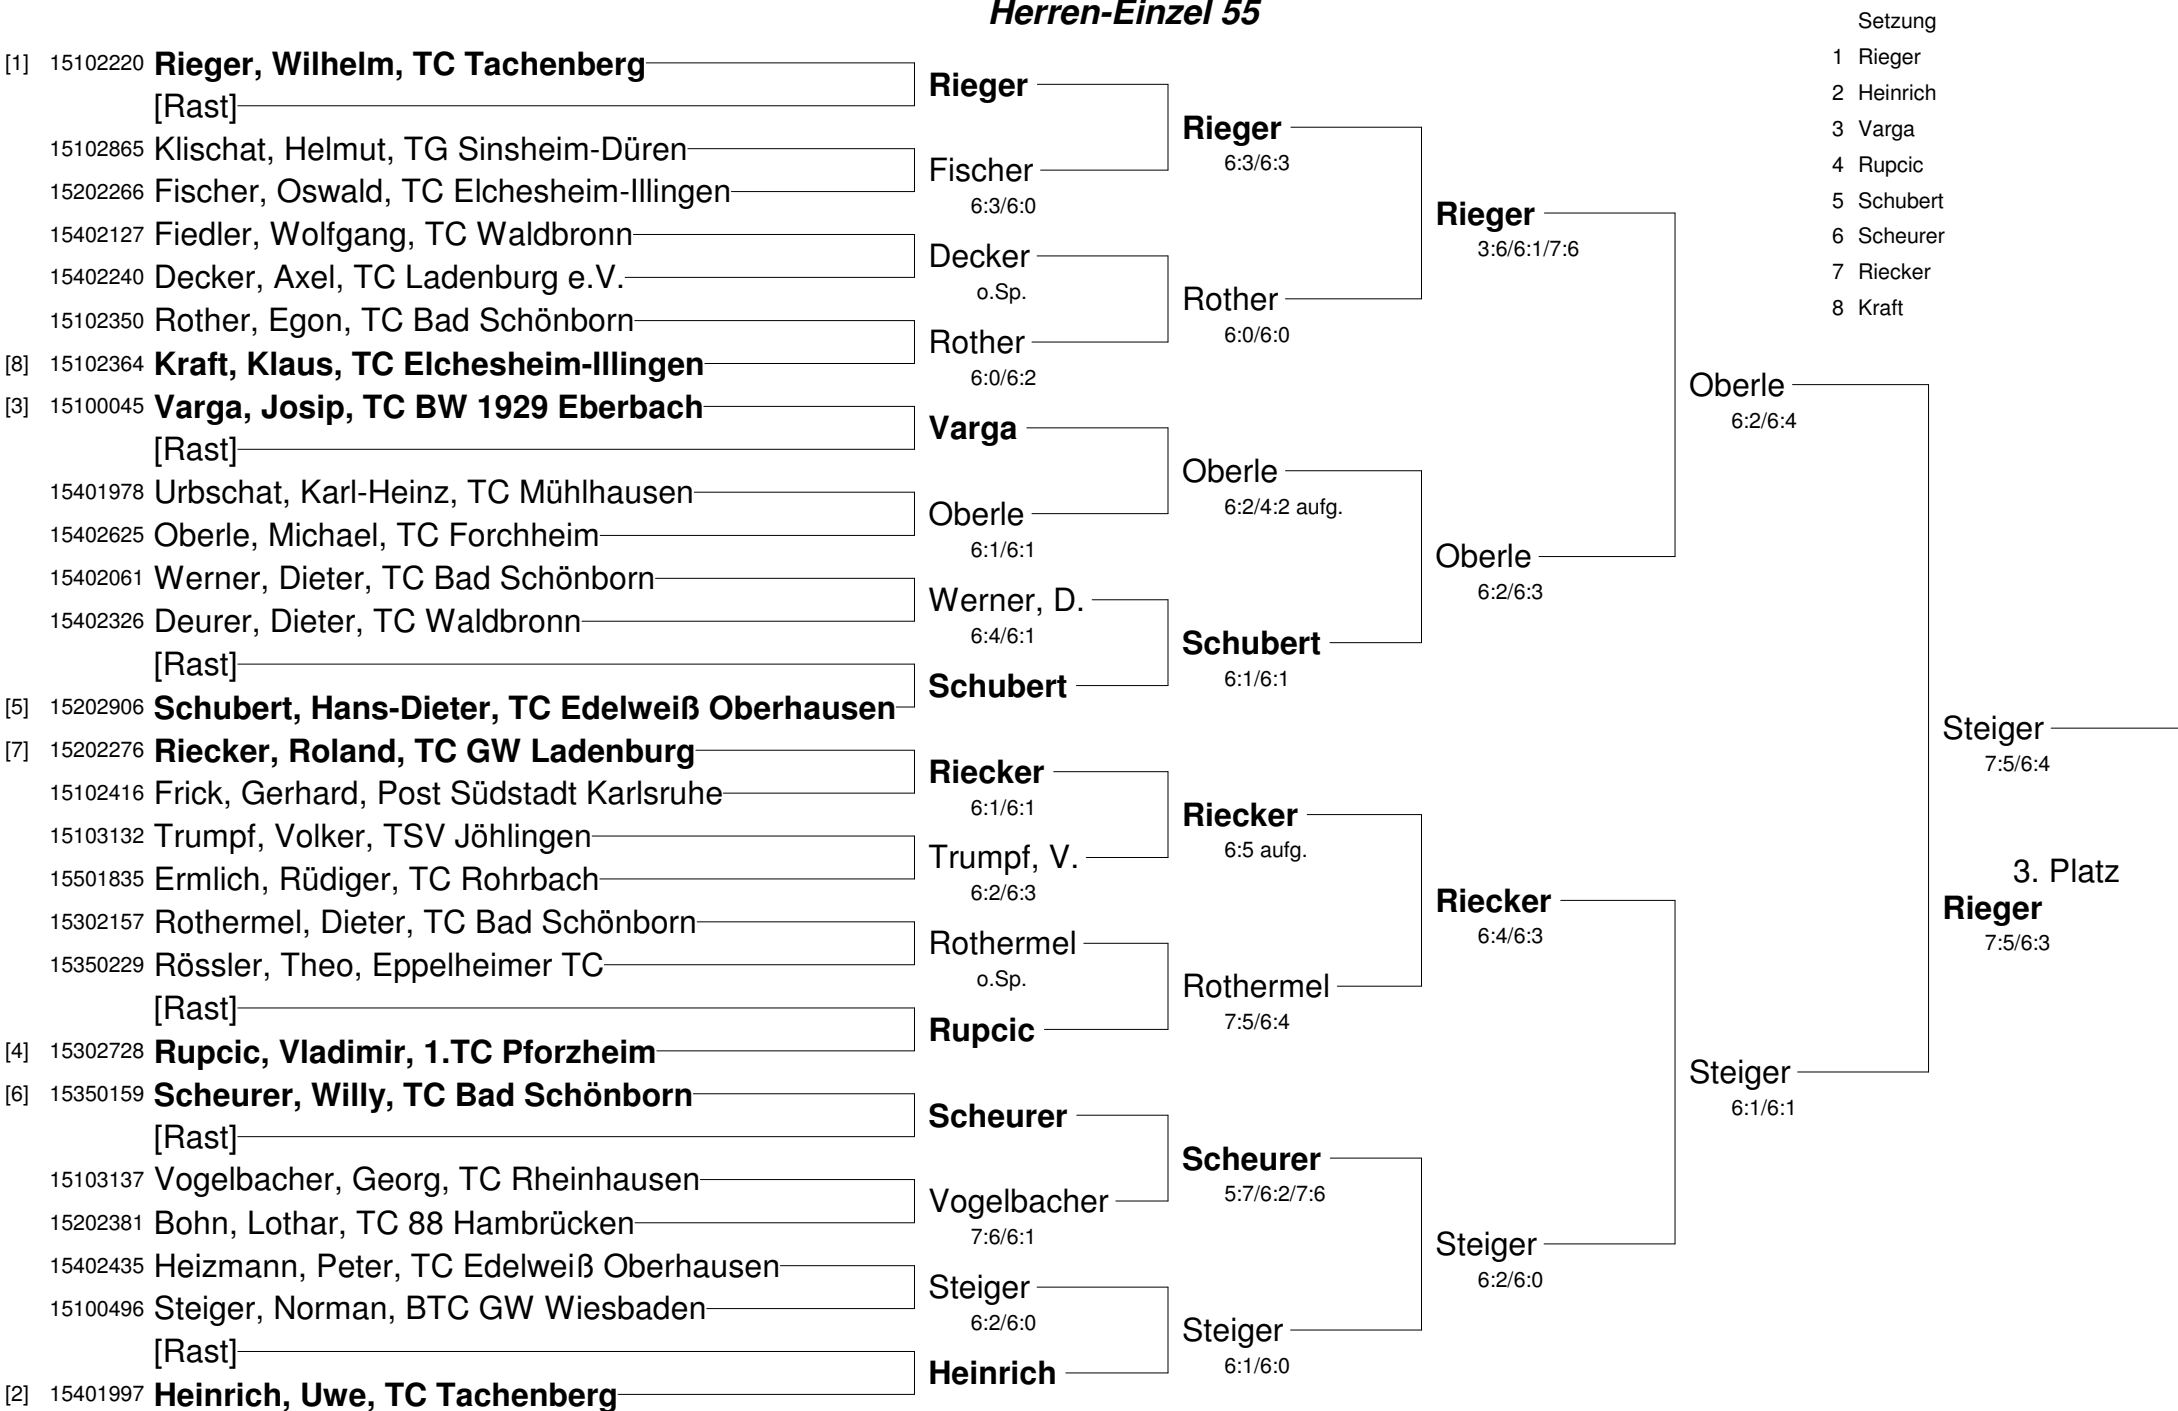 Herren-Einzel 55
Setzung
1 Rieger
2 Heinrich
3 Varga
4 Rupcic
5 Schubert
6 Scheurer
7 Riecker
8 Kraft
[1] 15102220 Rieger, Wilhelm, TC Tachenberg
[Rast]
15102865 Klischat, Helmut, TG Sinsheim-Düren
15202266 Fischer, Oswald, TC Elchesheim-Illingen
15402127 Fiedler, Wolfgang, TC Waldbronn
15402240 Decker, Axel, TC Ladenburg e.V.
15102350 Rother, Egon, TC Bad Schönborn
[8] 15102364 Kraft, Klaus, TC Elchesheim-Illingen
[3] 15100045 Varga, Josip, TC BW 1929 Eberbach
[Rast]
15401978 Urbschat, Karl-Heinz, TC Mühlhausen
15402625 Oberle, Michael, TC Forchheim
15402061 Werner, Dieter, TC Bad Schönborn
15402326 Deurer, Dieter, TC Waldbronn
[Rast]
[5] 15202906 Schubert, Hans-Dieter, TC Edelweiß Oberhausen
[7] 15202276 Riecker, Roland, TC GW Ladenburg
15102416 Frick, Gerhard, Post Südstadt Karlsruhe
15103132 Trumpf, Volker, TSV Jöhlingen
15501835 Ermlich, Rüdiger, TC Rohrbach
15302157 Rothermel, Dieter, TC Bad Schönborn
15350229 Rössler, Theo, Eppelheimer TC
[Rast]
[4] 15302728 Rupcic, Vladimir, 1.TC Pforzheim
[6] 15350159 Scheurer, Willy, TC Bad Schönborn
[Rast]
15103137 Vogelbacher, Georg, TC Rheinhausen
15202381 Bohn, Lothar, TC 88 Hambrücken
15402435 Heizmann, Peter, TC Edelweiß Oberhausen
15100496 Steiger, Norman, BTC GW Wiesbaden
[Rast]
[2] 15401997 Heinrich, Uwe, TC Tachenberg
Rieger
Fischer
6:3/6:0
Decker
o.Sp.
Rother
6:0/6:2
Varga
Oberle
6:1/6:1
Werner, D.
6:4/6:1
Schubert
Riecker
6:1/6:1
Trumpf, V.
6:2/6:3
Rothermel
o.Sp.
Rupcic
Scheurer
Vogelbacher
7:6/6:1
Steiger
6:2/6:0
Heinrich
Rieger
6:3/6:3
Rother
6:0/6:0
Oberle
6:2/4:2 aufg.
Schubert
6:1/6:1
Riecker
6:5 aufg.
Rothermel
7:5/6:4
Scheurer
5:7/6:2/7:6
Steiger
6:1/6:0
Rieger
3:6/6:1/7:6
Oberle
6:2/6:3
Riecker
6:4/6:3
Steiger
6:2/6:0
Oberle
6:2/6:4
Steiger
6:1/6:1
Steiger
7:5/6:4
3. Platz
Rieger
7:5/6:3